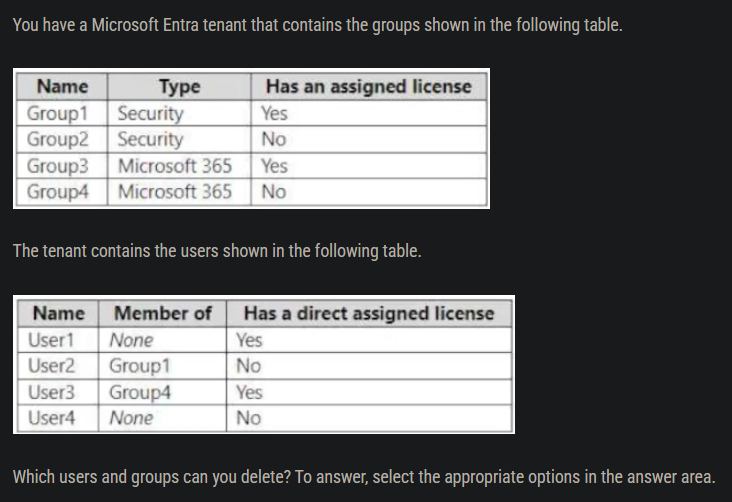 You have a Microsoft Entra tenant that contains the groups shown in the following table.
Name Type Has an assigned license
Group1 Security Yes
Group2 Security No
Group3 Microsoft 365 Yes
Group4 Microsoft 365 No
The tenant contains the users shown in the following table.
Name Member of Has a direct assigned license
User1 None Yes
User2 Group1 No
User3 Group4 Yes
User4 None No
Which users and groups can you delete? To answer, select the appropriate options in the answer area.